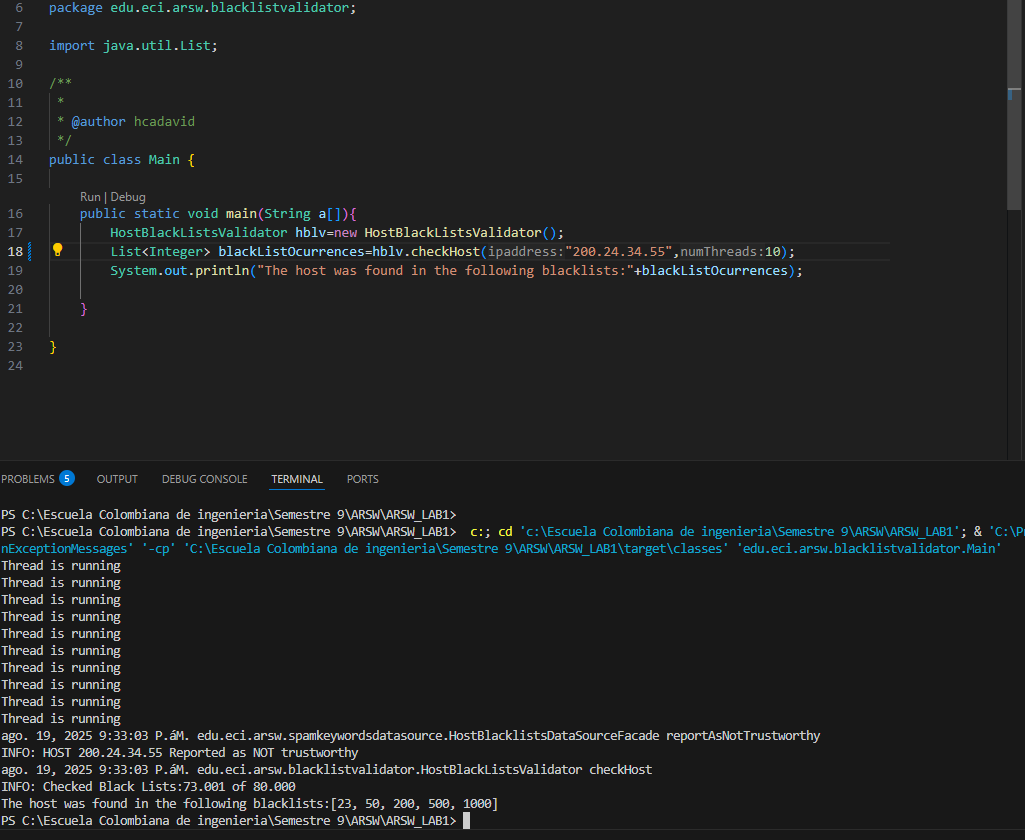 6 package edu.eci.arsw.blacklistvalidator;
7
8 import java.util.List;
9
10 /**
11 *
12 * @author hcadavid
13 */
14 public class Main {
15
Run | Debug
16 public static void main(String a[]){
17 HostBlackListsValidator hblv=new HostBlackListsValidator();
18 List<Integer> blackListOcurrences=hblv.checkHost(ipaddress:"200.24.34.55",numThreads:10);
19 System.out.println("The host was found in the following blacklists:"+blackListOcurrences);
20
21 }
22
23 }
24
PROBLEMS 5 OUTPUT DEBUG CONSOLE TERMINAL PORTS
PS C:\Escuela Colombiana de ingenieria\Semestre 9\ARSW\ARSW_LAB1>
PS C:\Escuela Colombiana de ingenieria\Semestre 9\ARSW\ARSW_LAB1> c:; cd 'c:\Escuela Colombiana de ingenieria\Semestre 9\ARSW\ARSW_LAB1'; & 'C:\Pr
nExceptionMessages' '-cp' 'C:\Escuela Colombiana de ingenieria\Semestre 9\ARSW\ARSW_LAB1\target\classes' 'edu.eci.arsw.blacklistvalidator.Main'
Thread is running
Thread is running
Thread is running
Thread is running
Thread is running
Thread is running
Thread is running
Thread is running
Thread is running
Thread is running
ago. 19, 2025 9:33:03 P.áM. edu.eci.arsw.spamkeywordsdatasource.HostBlacklistsDataSourceFacade reportAsNotTrustworthy
INFO: HOST 200.24.34.55 Reported as NOT trustworthy
ago. 19, 2025 9:33:03 P.áM. edu.eci.arsw.blacklistvalidator.HostBlackListsValidator checkHost
INFO: Checked Black Lists:73.001 of 80.000
The host was found in the following blacklists:[23, 50, 200, 500, 1000]
PS C:\Escuela Colombiana de ingenieria\Semestre 9\ARSW\ARSW_LAB1>